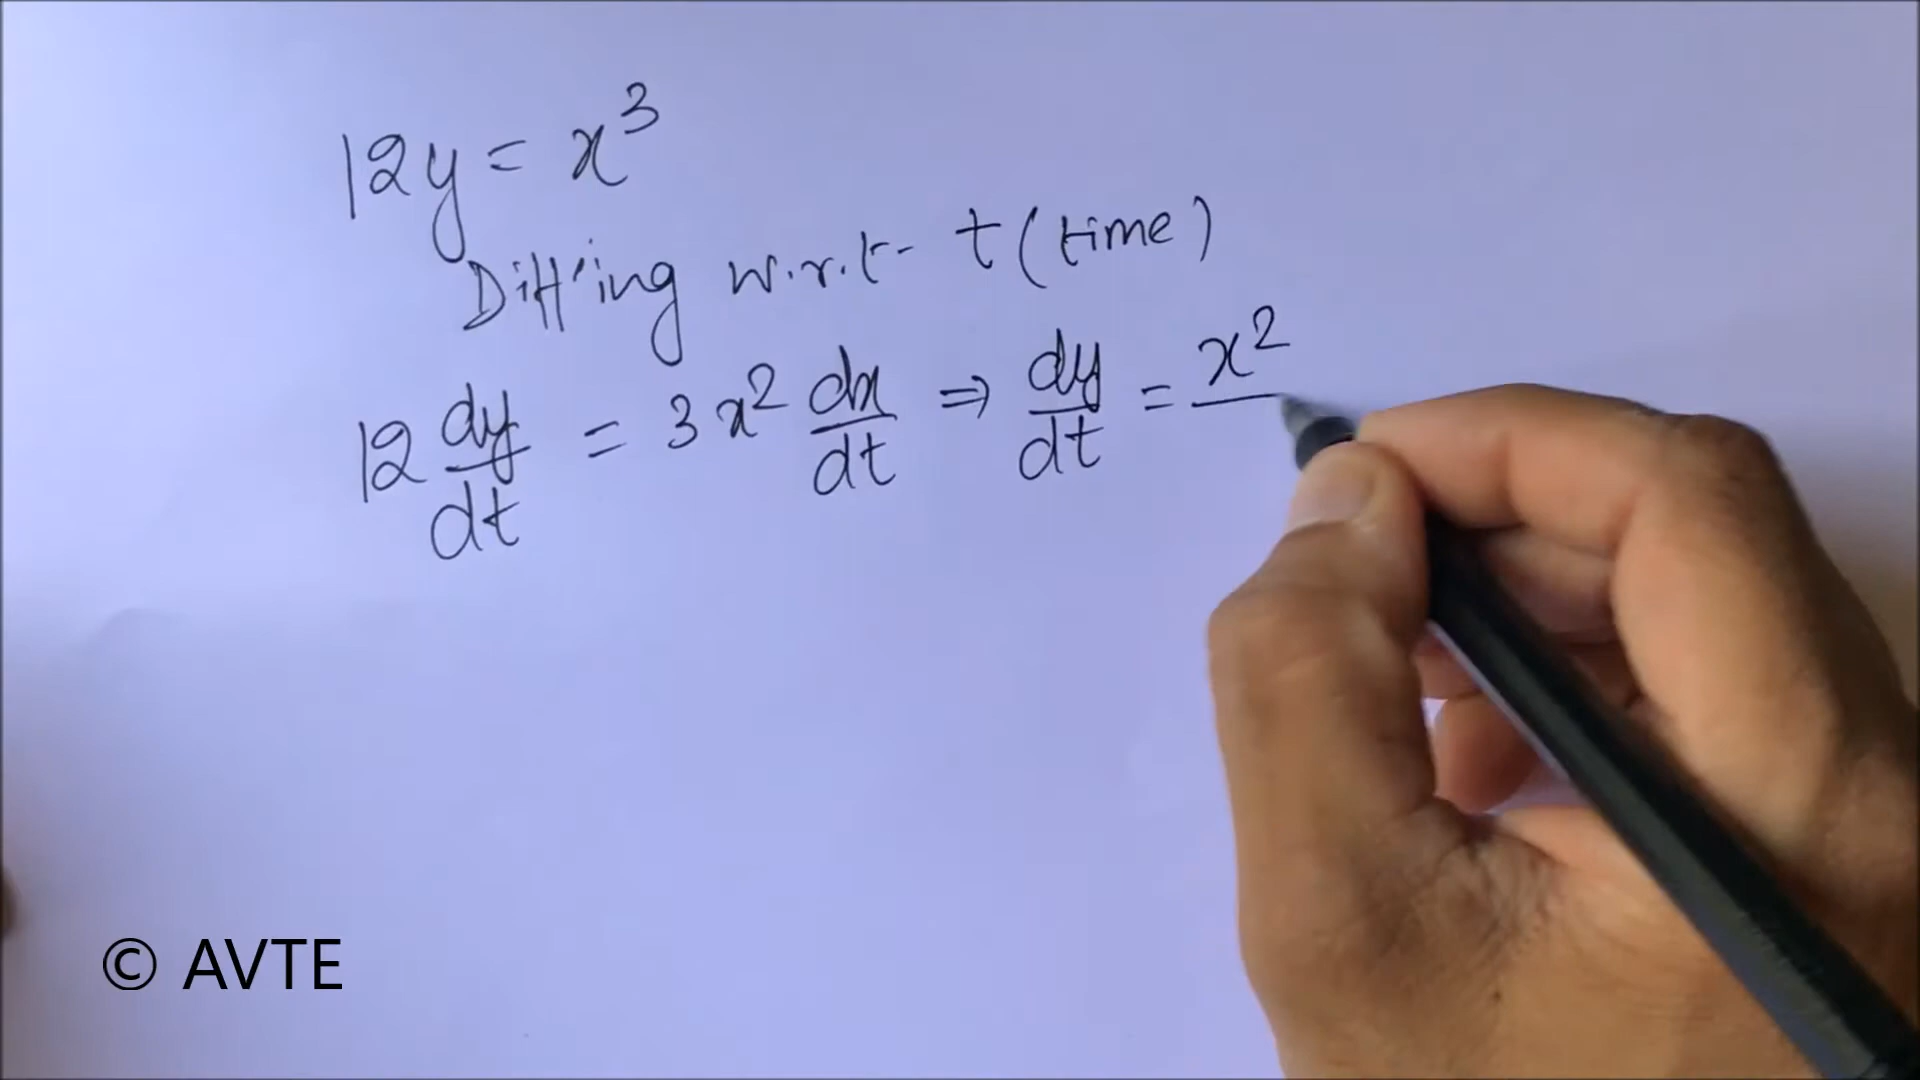 12y = x³
Diff'ing w.r.t. t (time)
12 dy/dt = 3x² dx/dt ⇒ dy/dt = x²/
© AVTE